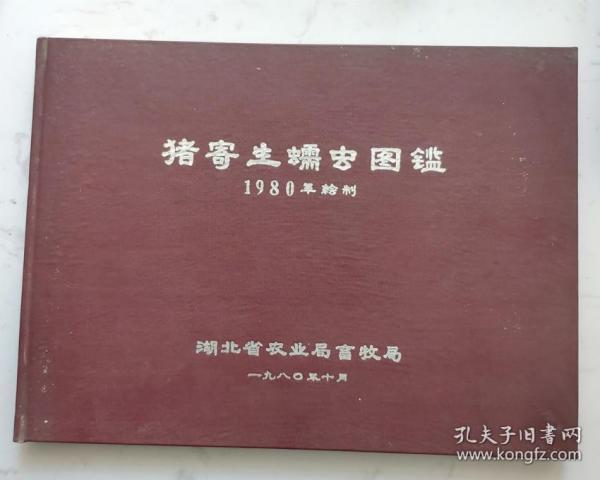 猪寄生蠕虫图鉴
1980年绘制
湖北省农业局畜牧局
一九八〇年十月
孔夫子旧书网
www.kongfz.com